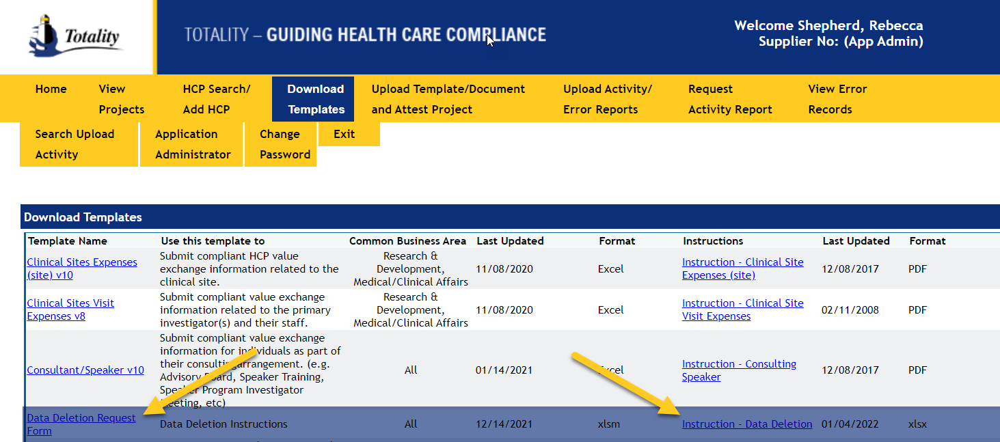 Totality
TOTALITY – GUIDING HEALTH CARE COMPLIANCE
Welcome Shepherd, Rebecca
Supplier No: (App Admin)
Home
View
Projects
HCP Search/
Add HCP
Download
Templates
Upload Template/Document
and Attest Project
Upload Activity/
Error Reports
Request
Activity Report
View Error
Records
Search Upload
Activity
Application
Administrator
Change
Password
Exit
Download Templates
Template Name Use this template to Common Business Area Last Updated Format Instructions Last Updated Format
Clinical Sites Expenses
(site) v10
Submit compliant HCP value
exchange information related to the
clinical site.
Research &
Development,
Medical/Clinical Affairs
11/08/2020
Excel
Instruction - Clinical Site
Expenses (site)
12/08/2017
PDF
Clinical Sites Visit
Expenses v8
Submit compliant value exchange
information related to the primary
investigator(s) and their staff.
Research &
Development,
Medical/Clinical Affairs
11/08/2020
Excel
Instruction - Clinical Site
Visit Expenses
02/11/2008
PDF
Consultant/Speaker v10
Submit compliant value exchange
information for individuals as part of
their consulting arrangement. (e.g.
Advisory Board, Speaker Training,
Speaker Program Investigator
Meeting, etc)
All
01/14/2021
Excel
Instruction - Consulting
Speaker
12/08/2017
PDF
Data Deletion Request
Form
Data Deletion Instructions
All
12/14/2021
xlsm
Instruction - Data Deletion
01/04/2022
xlsx